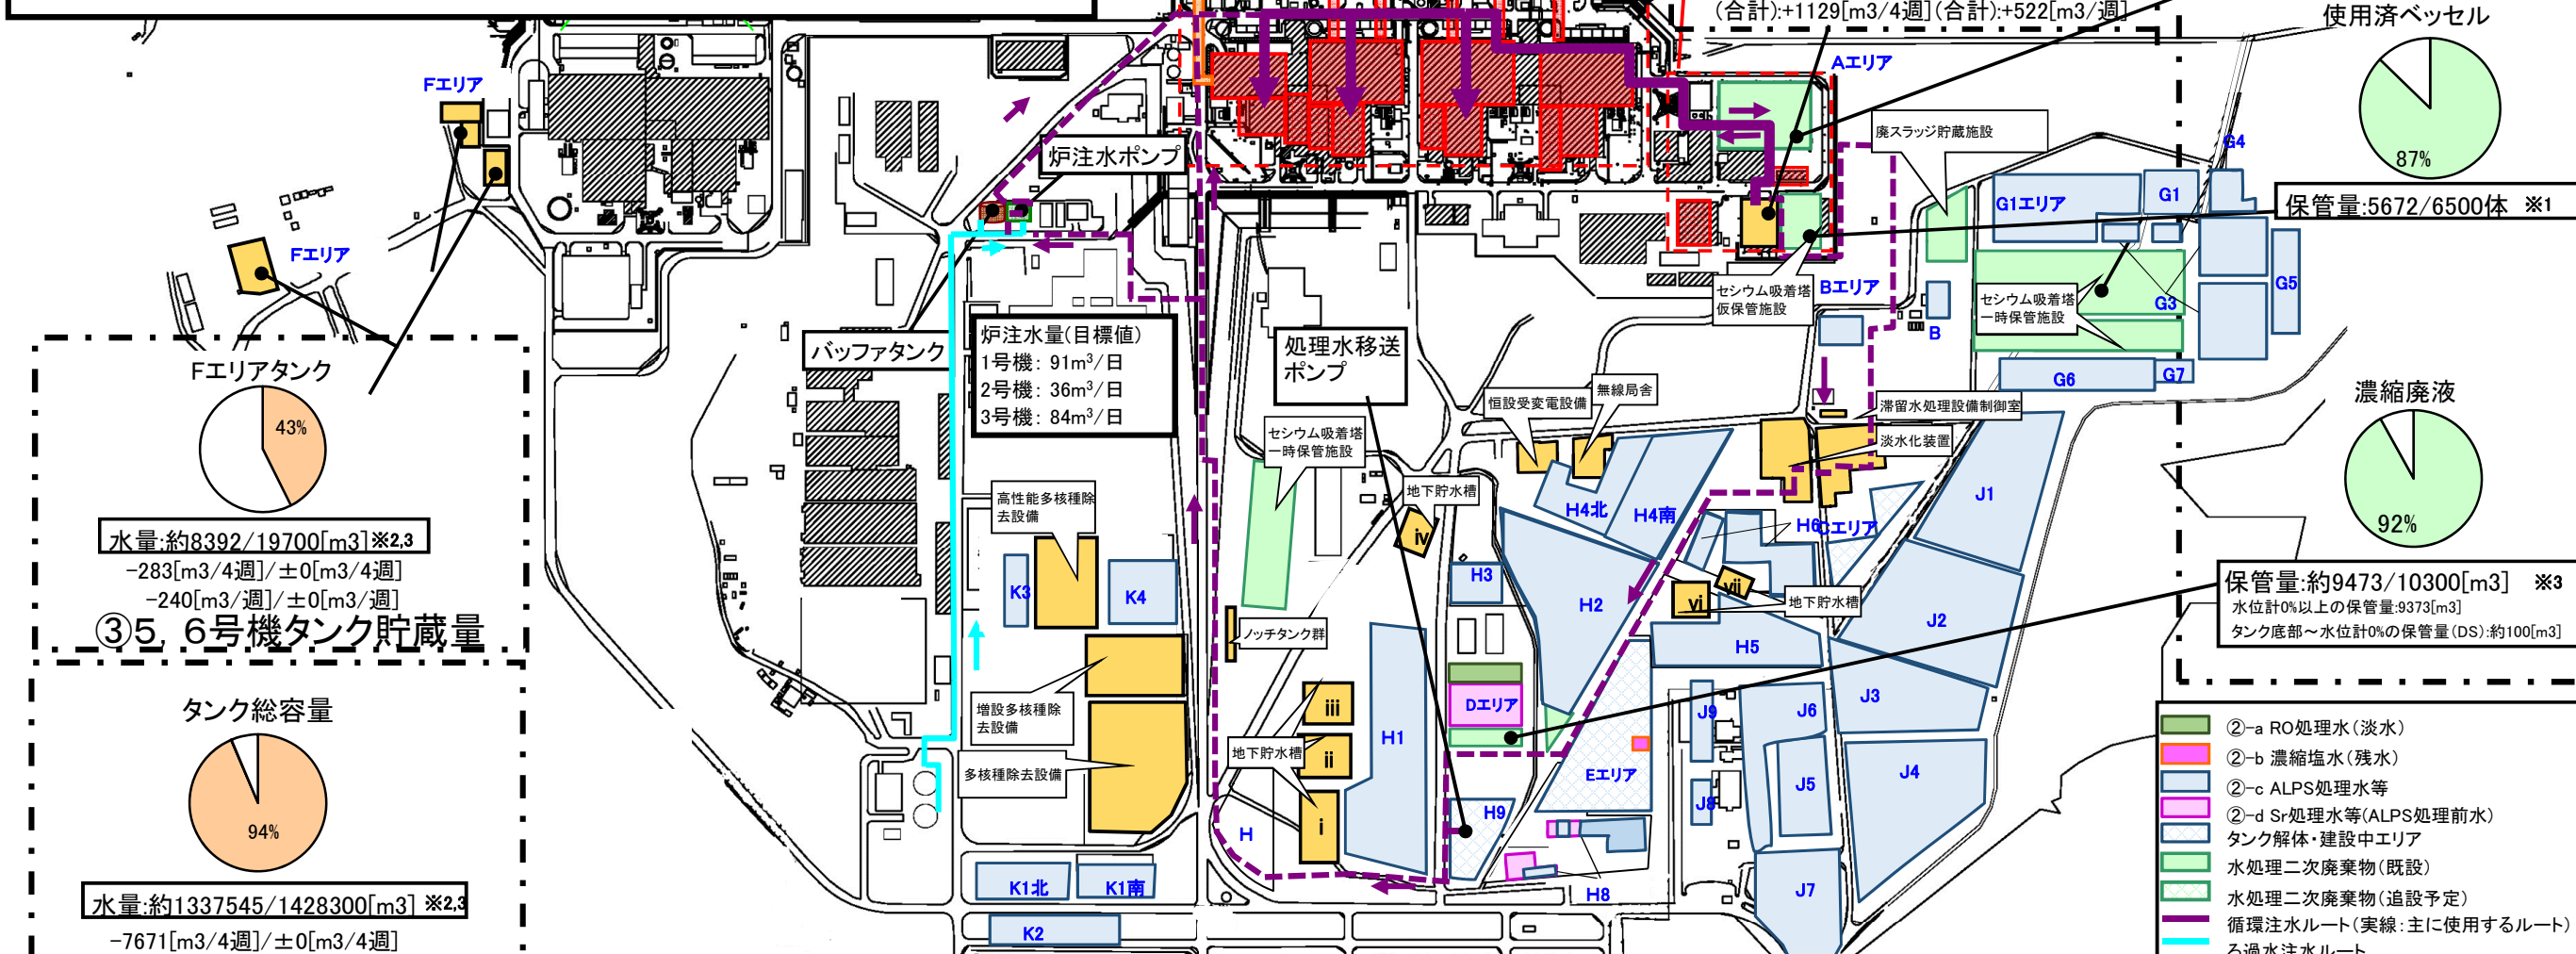 (合計):+1129[m3/4週](合計):+522[m3/週]
使用済ベッセル
87%
保管量:5672/6500体 ※1
Fエリア
Fエリア
Aエリア
廃スラッジ貯蔵施設
G4
G1エリア
G1
炉注水ポンプ
セシウム吸着塔
仮保管施設
Bエリア
B
セシウム吸着塔
一時保管施設
G3
G5
G6
G7
Fエリアタンク
43%
水量:約8392/19700[m3]※2,3
-283[m3/4週]/±0[m3/4週]
-240[m3/週]/±0[m3/週]
③5, 6号機タンク貯蔵量
バッファタンク
炉注水量(目標値)
1号機: 91m³/日
2号機: 36m³/日
3号機: 84m³/日
処理水移送
ポンプ
恒設受変電設備
無線局舎
滞留水処理設備制御室
淡水化装置
濃縮廃液
92%
保管量:約9473/10300[m3] ※3
水位計0%以上の保管量:9373[m3]
タンク底部～水位計0%の保管量(DS):約100[m3]
セシウム吸着塔
一時保管施設
高性能多核種除
去設備
地下貯水槽
iv
H4北
H4南
H6
Cエリア
J1
K3
K4
H3
H2
vi
vii
地下貯水槽
J2
ノッチタンク群
H5
タンク総容量
94%
水量:約1337545/1428300[m3] ※2,3
-7671[m3/4週]/±0[m3/4週]
増設多核種除
去設備
多核種除去設備
iii
ii
i
地下貯水槽
H1
Dエリア
Eエリア
J9
J6
J3
J8
J5
J4
H
H9
H8
J7
K1北
K1南
K2
②-a RO処理水(淡水)
②-b 濃縮塩水(残水)
②-c ALPS処理水等
②-d Sr処理水等(ALPS処理前水)
タンク解体・建設中エリア
水処理二次廃棄物(既設)
水処理二次廃棄物(追設予定)
循環注水ルート(実線:主に使用するルート)
ろ過水注水ルート